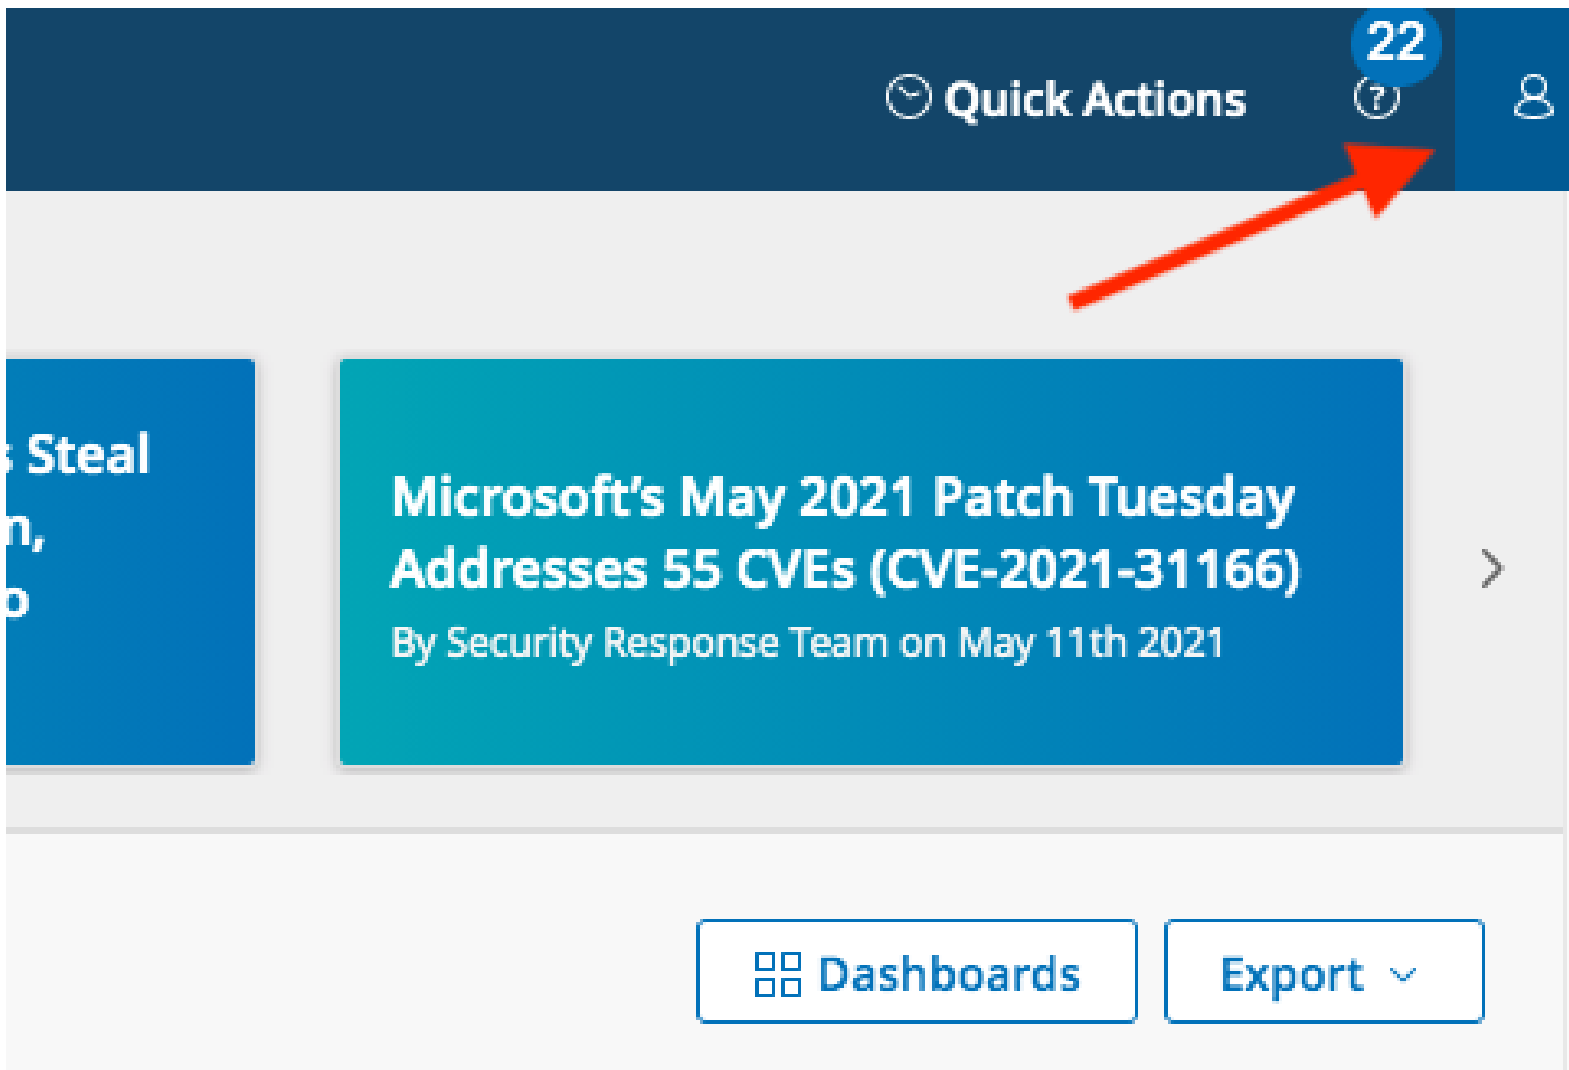 22
Quick Actions
Steal
n,
o
Microsoft's May 2021 Patch Tuesday
Addresses 55 CVEs (CVE-2021-31166)
By Security Response Team on May 11th 2021
Dashboards
Export